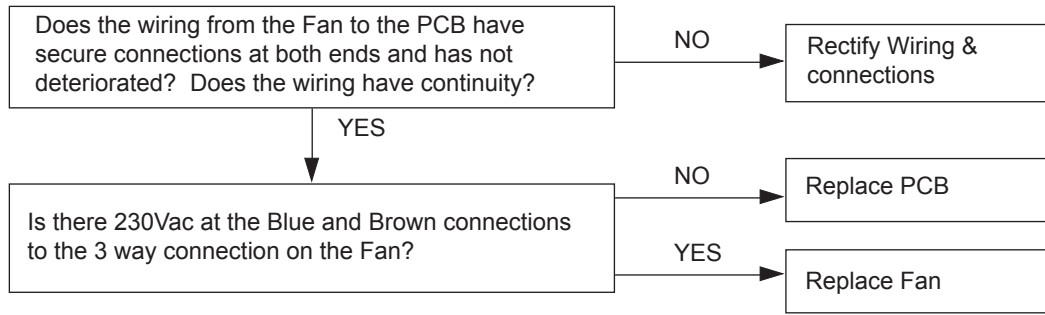 Does the wiring from the Fan to the PCB have
secure connections at both ends and has not
deteriorated?  Does the wiring have continuity?
NO
Rectify Wiring &
connections
YES
Is there 230Vac at the Blue and Brown connections
to the 3 way connection on the Fan?
NO
Replace PCB
YES
Replace Fan